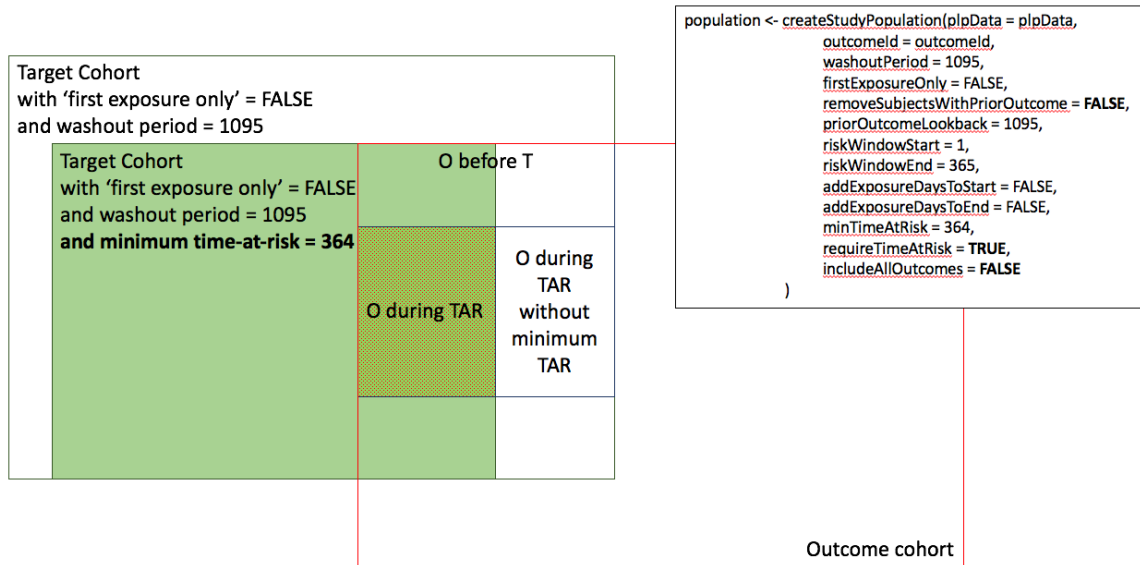 Target Cohort
with ‘first exposure only’ = FALSE
and washout period = 1095
Target Cohort
with ‘first exposure only’ = FALSE
and washout period = 1095
and minimum time-at-risk = 364
O before T
O during TAR
O during
TAR
without
minimum
TAR
population <- createStudyPopulation(plpData = plpData,
outcomeId = outcomeId,
washoutPeriod = 1095,
firstExposureOnly = FALSE,
removeSubjectsWithPriorOutcome = FALSE,
priorOutcomeLookback = 1095,
riskWindowStart = 1,
riskWindowEnd = 365,
addExposureDaysToStart = FALSE,
addExposureDaysToEnd = FALSE,
minTimeAtRisk = 364,
requireTimeAtRisk = TRUE,
includeAllOutcomes = FALSE
)
Outcome cohort